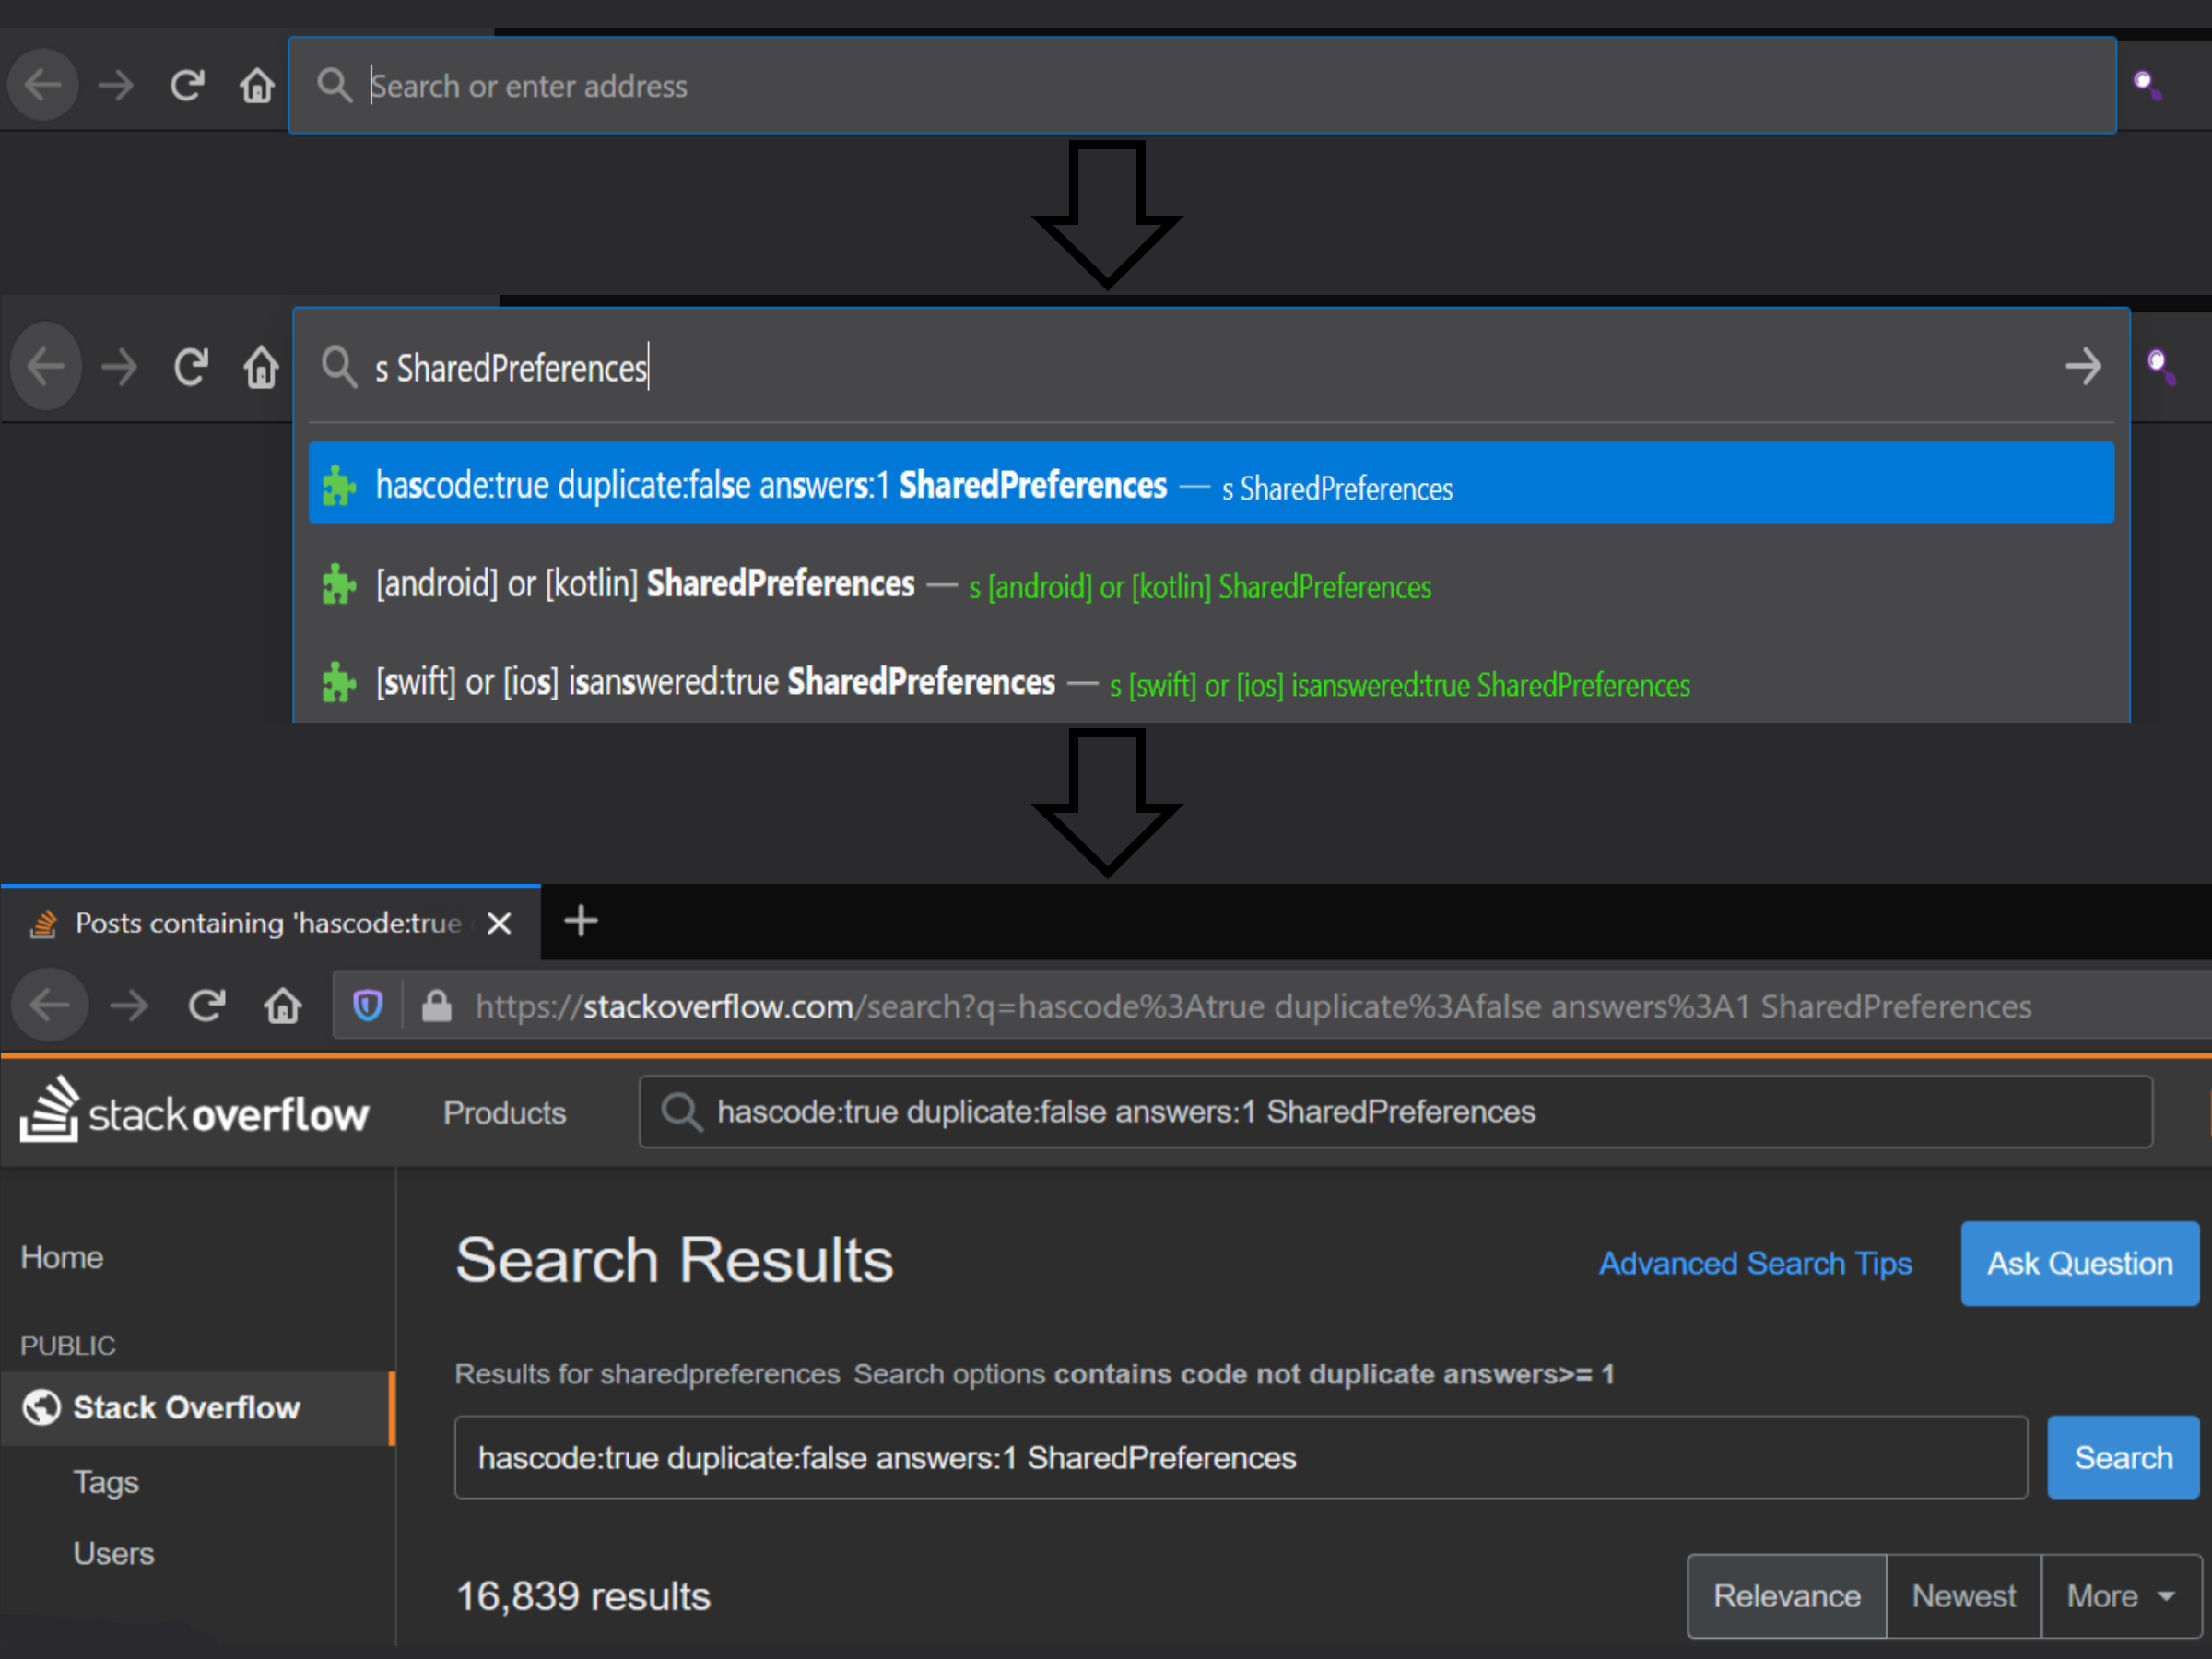 Search or enter address
s SharedPreferences
hascode:true duplicate:false answers:1 SharedPreferences — s SharedPreferences
[android] or [kotlin] SharedPreferences — s [android] or [kotlin] SharedPreferences
[swift] or [ios] isanswered:true SharedPreferences — s [swift] or [ios] isanswered:true SharedPreferences
Posts containing 'hascode:true
https://stackoverflow.com/search?q=hascode%3Atrue duplicate%3Afalse answers%3A1 SharedPreferences
stackoverflow Products hascode:true duplicate:false answers:1 SharedPreferences
Home
PUBLIC
Stack Overflow
Tags
Users
Search Results
Advanced Search Tips Ask Question
Results for sharedpreferences Search options contains code not duplicate answers>= 1
hascode:true duplicate:false answers:1 SharedPreferences Search
16,839 results
Relevance Newest More